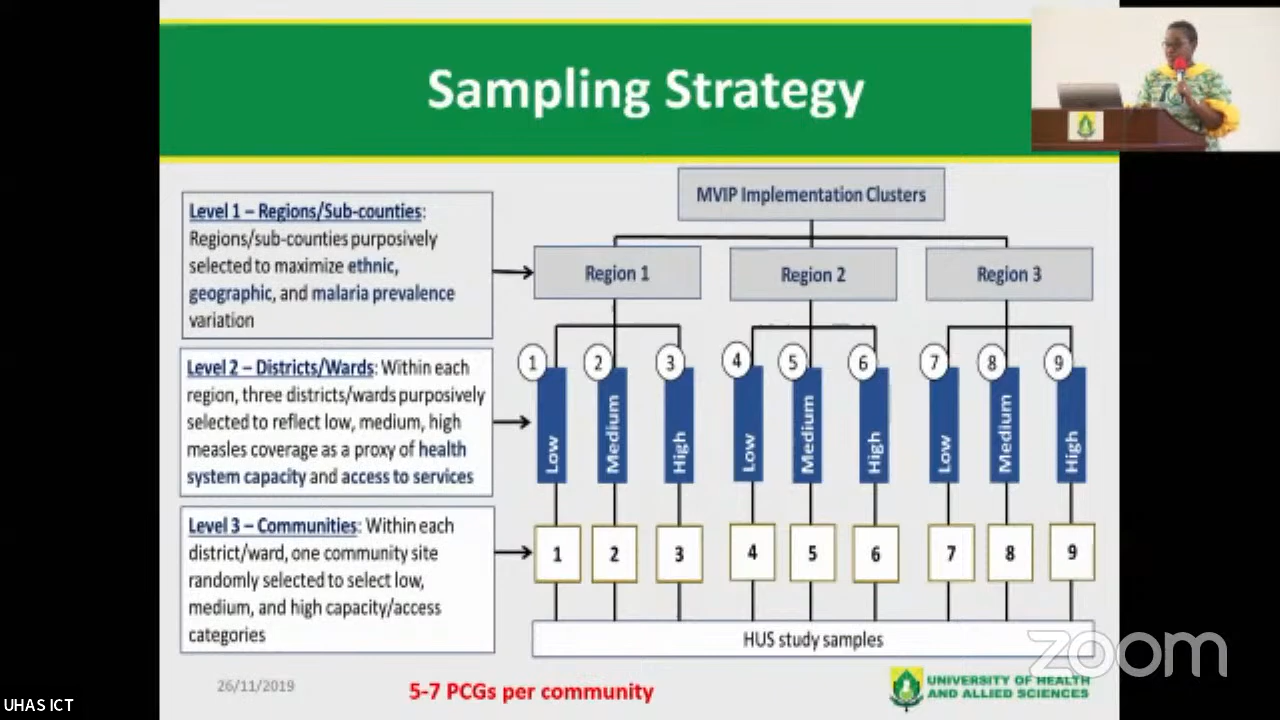 Sampling Strategy
MVIP Implementation Clusters
Level 1 – Regions/Sub-counties:
Regions/sub-counties purposively
selected to maximize ethnic,
geographic, and malaria prevalence
variation
Region 1
Region 2
Region 3
Level 2 – Districts/Wards: Within each
region, three districts/wards purposively
selected to reflect low, medium, high
measles coverage as a proxy of health
system capacity and access to services
1
2
3
4
5
6
7
8
9
Low
Medium
High
Low
Medium
High
Low
Medium
High
Level 3 – Communities: Within each
district/ward, one community site
randomly selected to select low,
medium, and high capacity/access
categories
1
2
3
4
5
6
7
8
9
HUS study samples
26/11/2019
5-7 PCGs per community
UNIVERSITY OF HEALTH
AND ALLIED SCIENCES
zoom
UHAS ICT